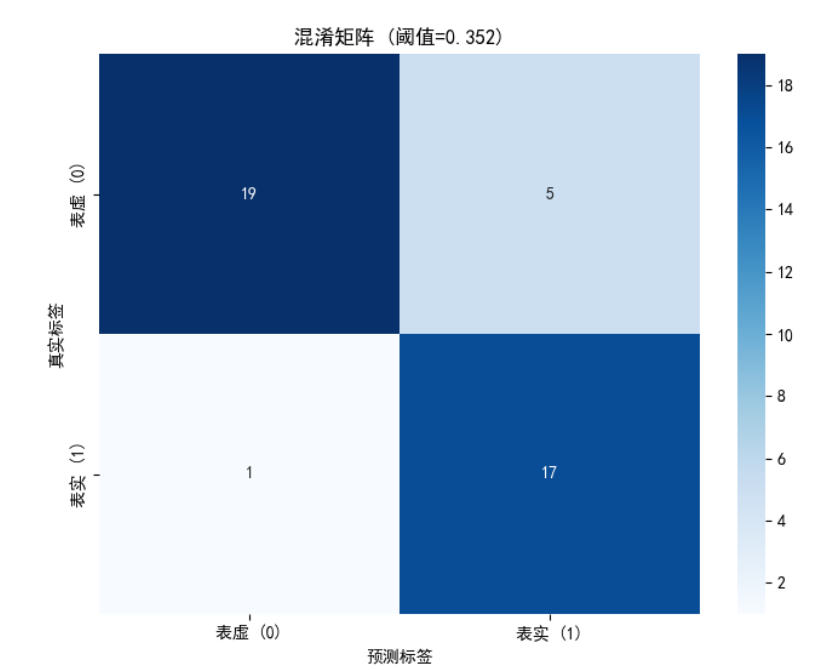 混淆矩阵 (阈值=0.352)
表虚 (0)
19
5
真实标签
表实 (1)
1
17
表虚 (0)
表实 (1)
预测标签
18
16
14
12
10
8
6
4
2